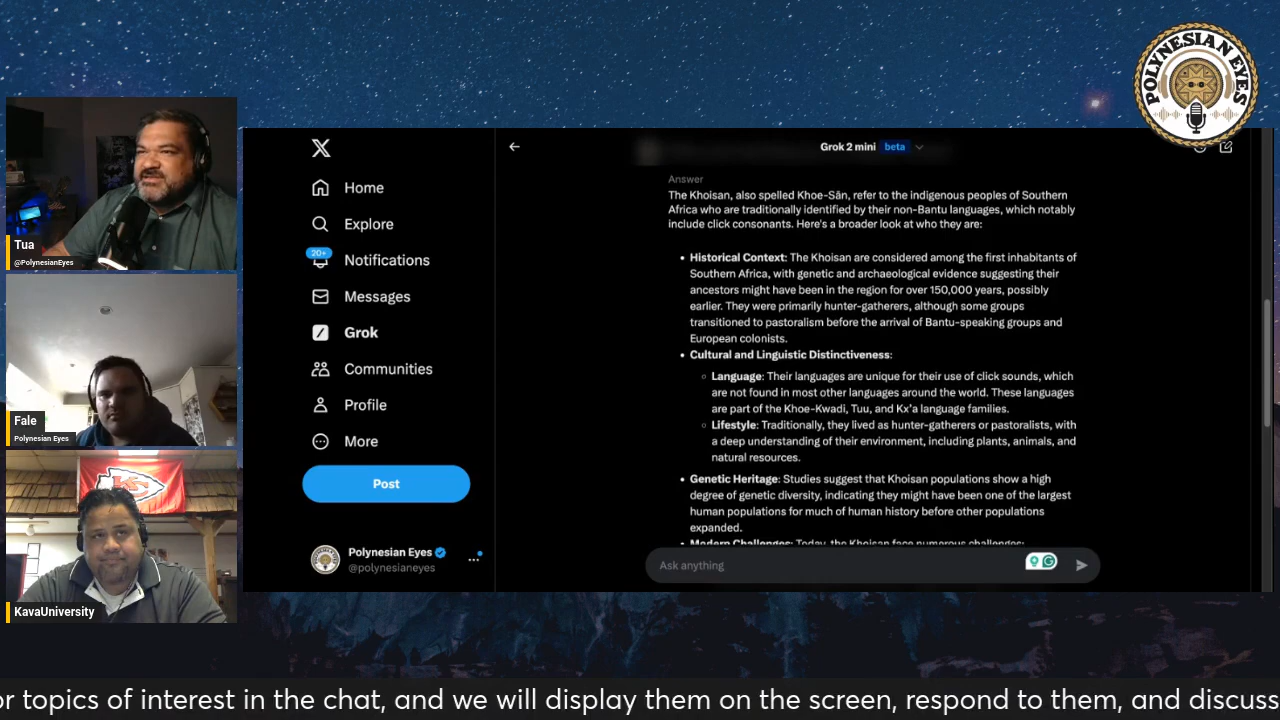 POLYNESIAN EYES
Tua
@PolynesianEyes
Fale
Polynesian Eyes
KavaUniversity
Home
Explore
20+
Notifications
Messages
Grok
Communities
Profile
More
Post
Polynesian Eyes
@polynesianeyes
Grok 2 mini beta
Answer
The Khoisan, also spelled Khoe-Sân, refer to the indigenous peoples of Southern
Africa who are traditionally identified by their non-Bantu languages, which notably
include click consonants. Here's a broader look at who they are:
• Historical Context: The Khoisan are considered among the first inhabitants of
Southern Africa, with genetic and archaeological evidence suggesting their
ancestors might have been in the region for over 150,000 years, possibly
earlier. They were primarily hunter-gatherers, although some groups
transitioned to pastoralism before the arrival of Bantu-speaking groups and
European colonists.
• Cultural and Linguistic Distinctiveness:
◦ Language: Their languages are unique for their use of click sounds, which
are not found in most other languages around the world. These languages
are part of the Khoe-Kwadi, Tuu, and Kx'a language families.
◦ Lifestyle: Traditionally, they lived as hunter-gatherers or pastoralists, with
a deep understanding of their environment, including plants, animals, and
natural resources.
• Genetic Heritage: Studies suggest that Khoisan populations show a high
degree of genetic diversity, indicating they might have been one of the largest
human populations for much of human history before other populations
expanded.
• Modern Challenges: Today, the Khoisan face numerous challenges:
Ask anything
or topics of interest in the chat, and we will display them on the screen, respond to them, and discuss